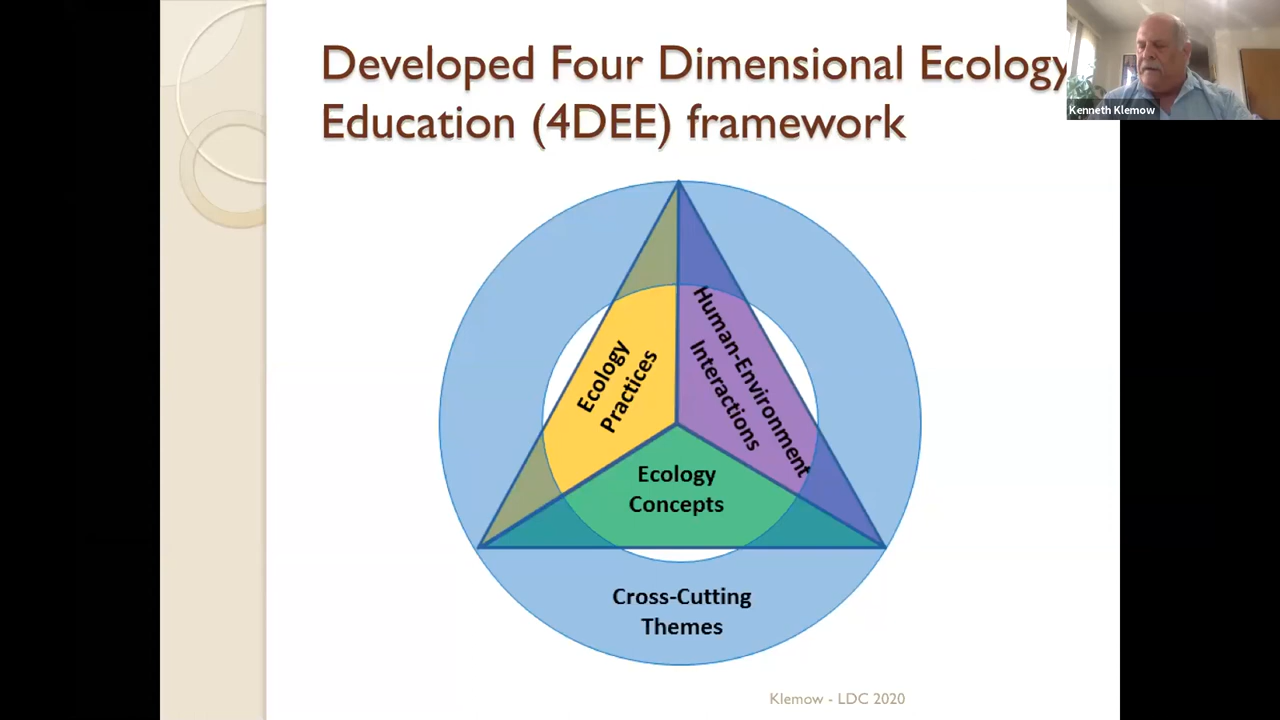 Developed Four Dimensional Ecology
Education (4DEE) framework
Kenneth Klemow
Ecology
Practices
Human-Environment
Interactions
Ecology
Concepts
Cross-Cutting
Themes
Klemow - LDC 2020